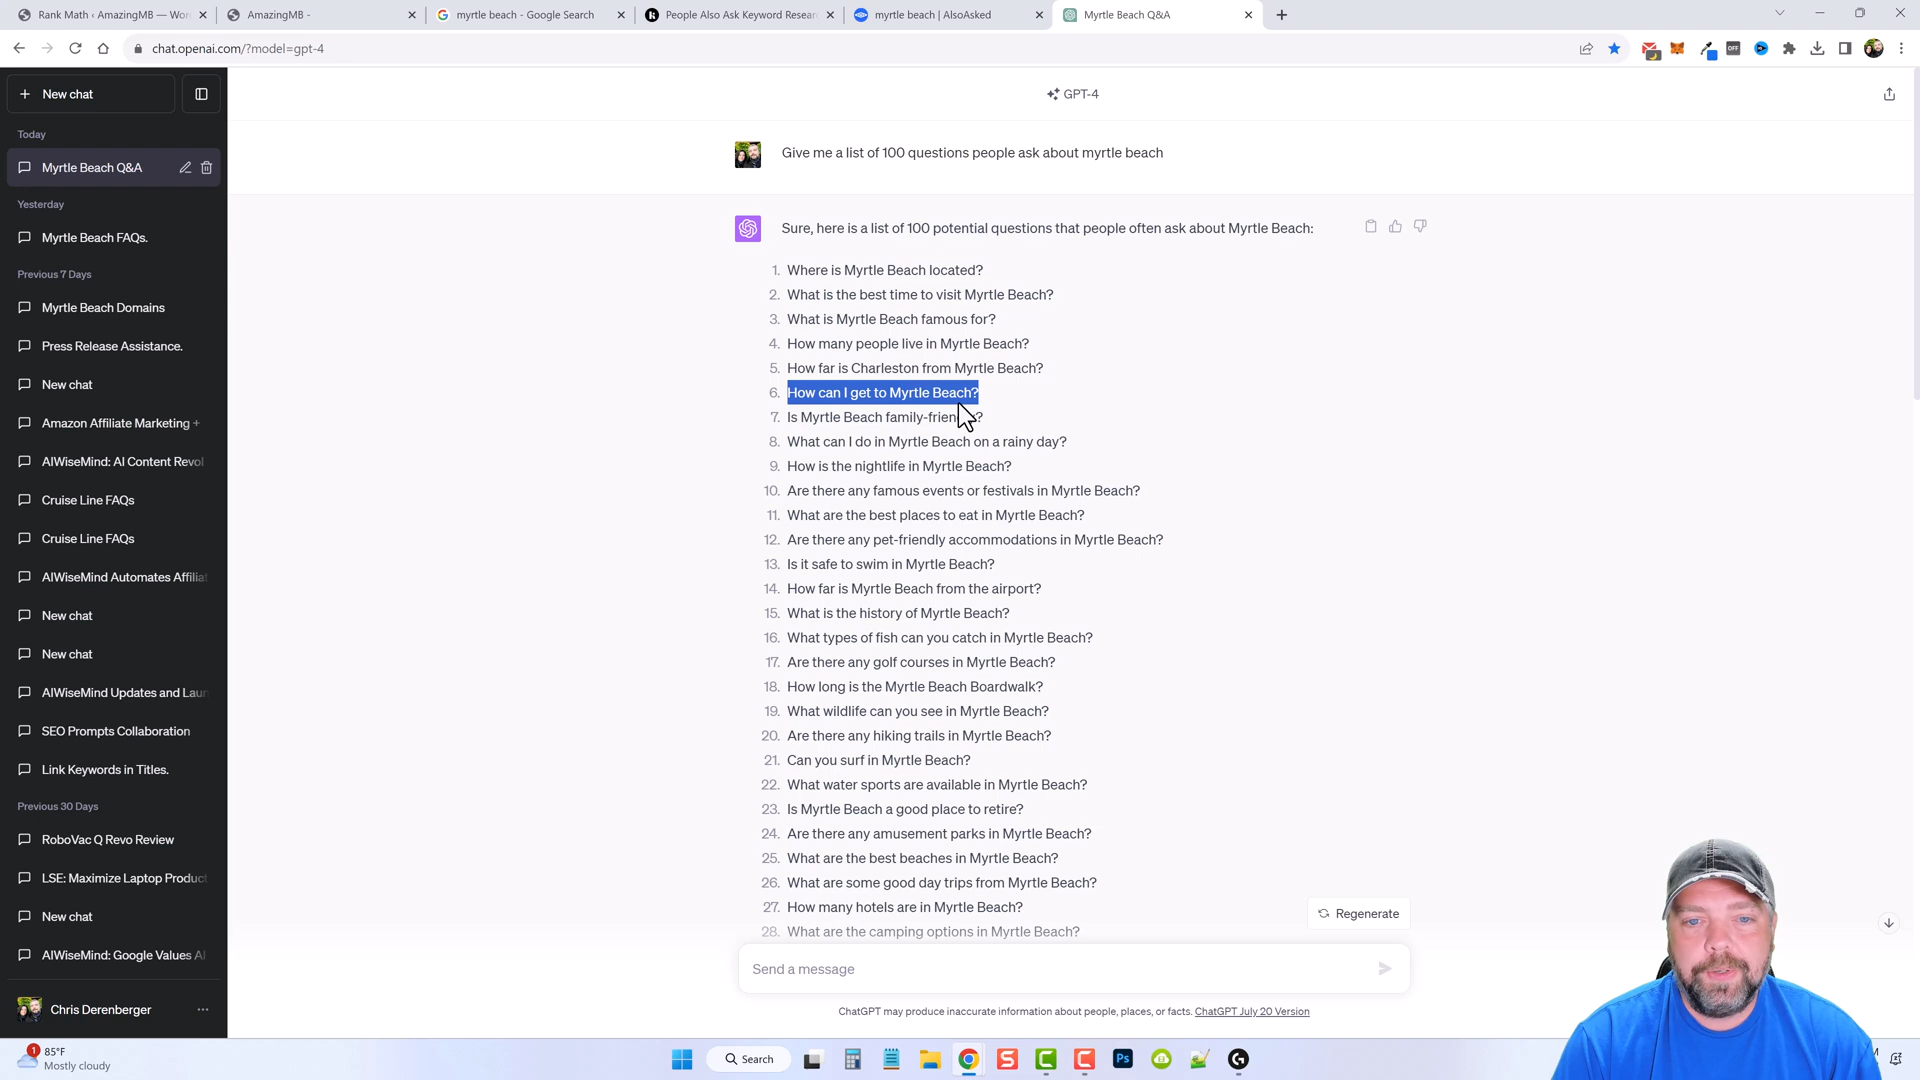 Rank Math ‹ AmazingMB — Wor
AmazingMB -
myrtle beach - Google Search
People Also Ask Keyword Resear
myrtle beach | AlsoAsked
Myrtle Beach Q&A
chat.openai.com/?model=gpt-4
New chat
GPT-4
Today
Myrtle Beach Q&A
Yesterday
Myrtle Beach FAQs.
Previous 7 Days
Myrtle Beach Domains
Press Release Assistance.
New chat
Amazon Affiliate Marketing +
AIWiseMind: AI Content Revol
Cruise Line FAQs
Cruise Line FAQs
AIWiseMind Automates Affilia
New chat
New chat
AIWiseMind Updates and Laun
SEO Prompts Collaboration
Link Keywords in Titles.
Previous 30 Days
RoboVac Q Revo Review
LSE: Maximize Laptop Product
New chat
AIWiseMind: Google Values AI
Chris Derenberger
Give me a list of 100 questions people ask about myrtle beach
Sure, here is a list of 100 potential questions that people often ask about Myrtle Beach:
1. Where is Myrtle Beach located?
2. What is the best time to visit Myrtle Beach?
3. What is Myrtle Beach famous for?
4. How many people live in Myrtle Beach?
5. How far is Charleston from Myrtle Beach?
6. How can I get to Myrtle Beach?
7. Is Myrtle Beach family-frien ?
8. What can I do in Myrtle Beach on a rainy day?
9. How is the nightlife in Myrtle Beach?
10. Are there any famous events or festivals in Myrtle Beach?
11. What are the best places to eat in Myrtle Beach?
12. Are there any pet-friendly accommodations in Myrtle Beach?
13. Is it safe to swim in Myrtle Beach?
14. How far is Myrtle Beach from the airport?
15. What is the history of Myrtle Beach?
16. What types of fish can you catch in Myrtle Beach?
17. Are there any golf courses in Myrtle Beach?
18. How long is the Myrtle Beach Boardwalk?
19. What wildlife can you see in Myrtle Beach?
20. Are there any hiking trails in Myrtle Beach?
21. Can you surf in Myrtle Beach?
22. What water sports are available in Myrtle Beach?
23. Is Myrtle Beach a good place to retire?
24. Are there any amusement parks in Myrtle Beach?
25. What are the best beaches in Myrtle Beach?
26. What are some good day trips from Myrtle Beach?
27. How many hotels are in Myrtle Beach?
28. What are the camping options in Myrtle Beach?
Regenerate
Send a message
ChatGPT may produce inaccurate information about people, places, or facts. ChatGPT July 20 Version
1
85°F
Mostly cloudy
Search
OFF